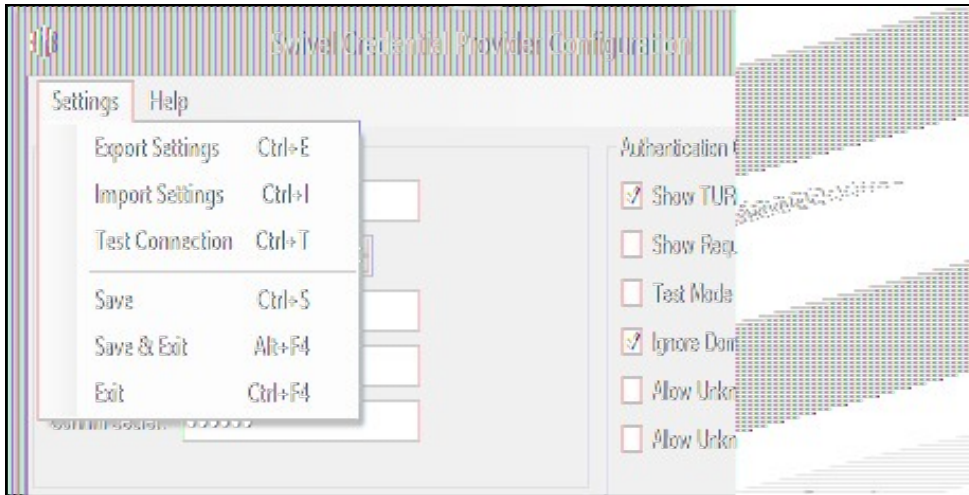 Swivel Credential Provider Configuration
Settings Help
Export Settings Ctrl+E
Import Settings Ctrl+I
Test Connection Ctrl+T
Save Ctrl+S
Save & Exit Alt+F4
Exit Ctrl+F4
Authentication
Show TUR
Show Requ
Test Mode
Ignore Dom
Allow Unkn
Allow Unkn